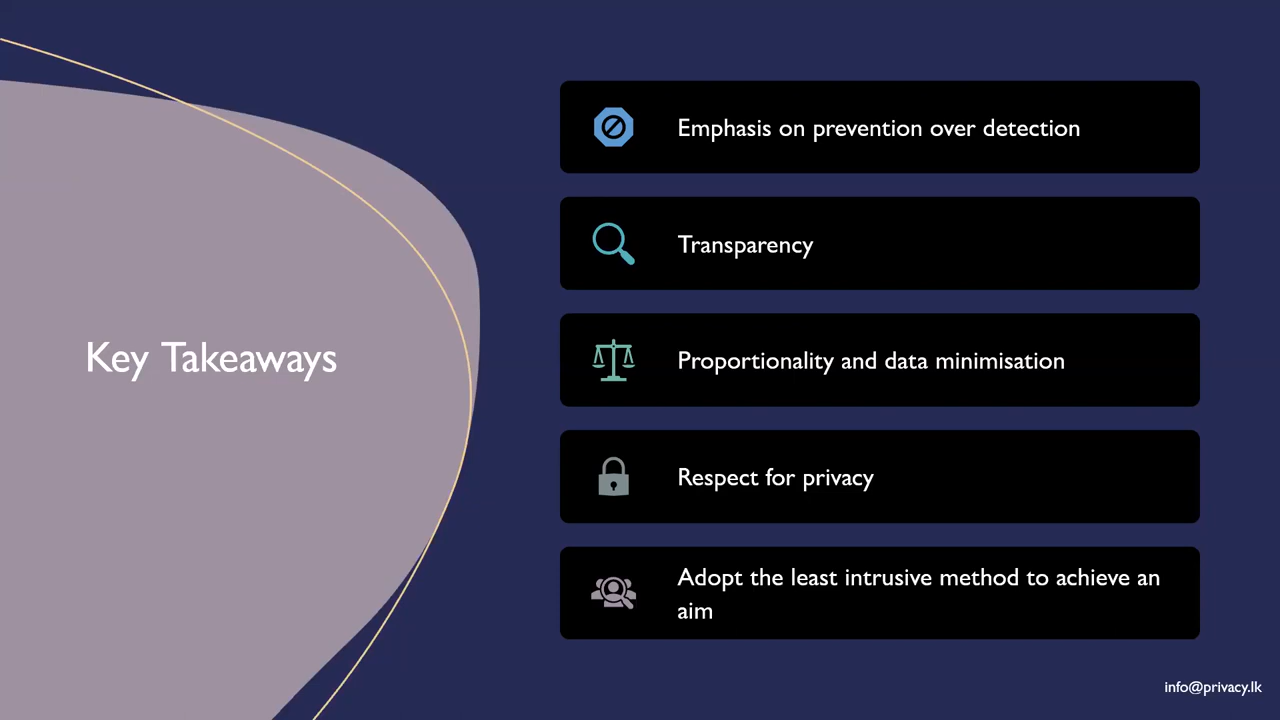 Key Takeaways
Emphasis on prevention over detection
Transparency
Proportionality and data minimisation
Respect for privacy
Adopt the least intrusive method to achieve an
aim
info@privacy.lk